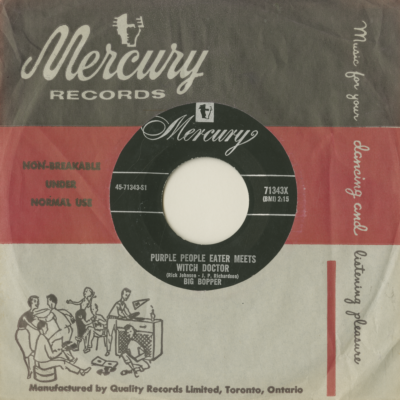 Mercury
RECORDS
Music for your dancing and listening pleasure
NON-BREAKABLE
UNDER
NORMAL USE
Mercury
45-71343-S1
71343X
(BMI) 2:15
PURPLE PEOPLE EATER MEETS
WITCH DOCTOR
(Dick Johnson - J. P. Richardson)
BIG BOPPER
Manufactured by Quality Records Limited, Toronto, Ontario